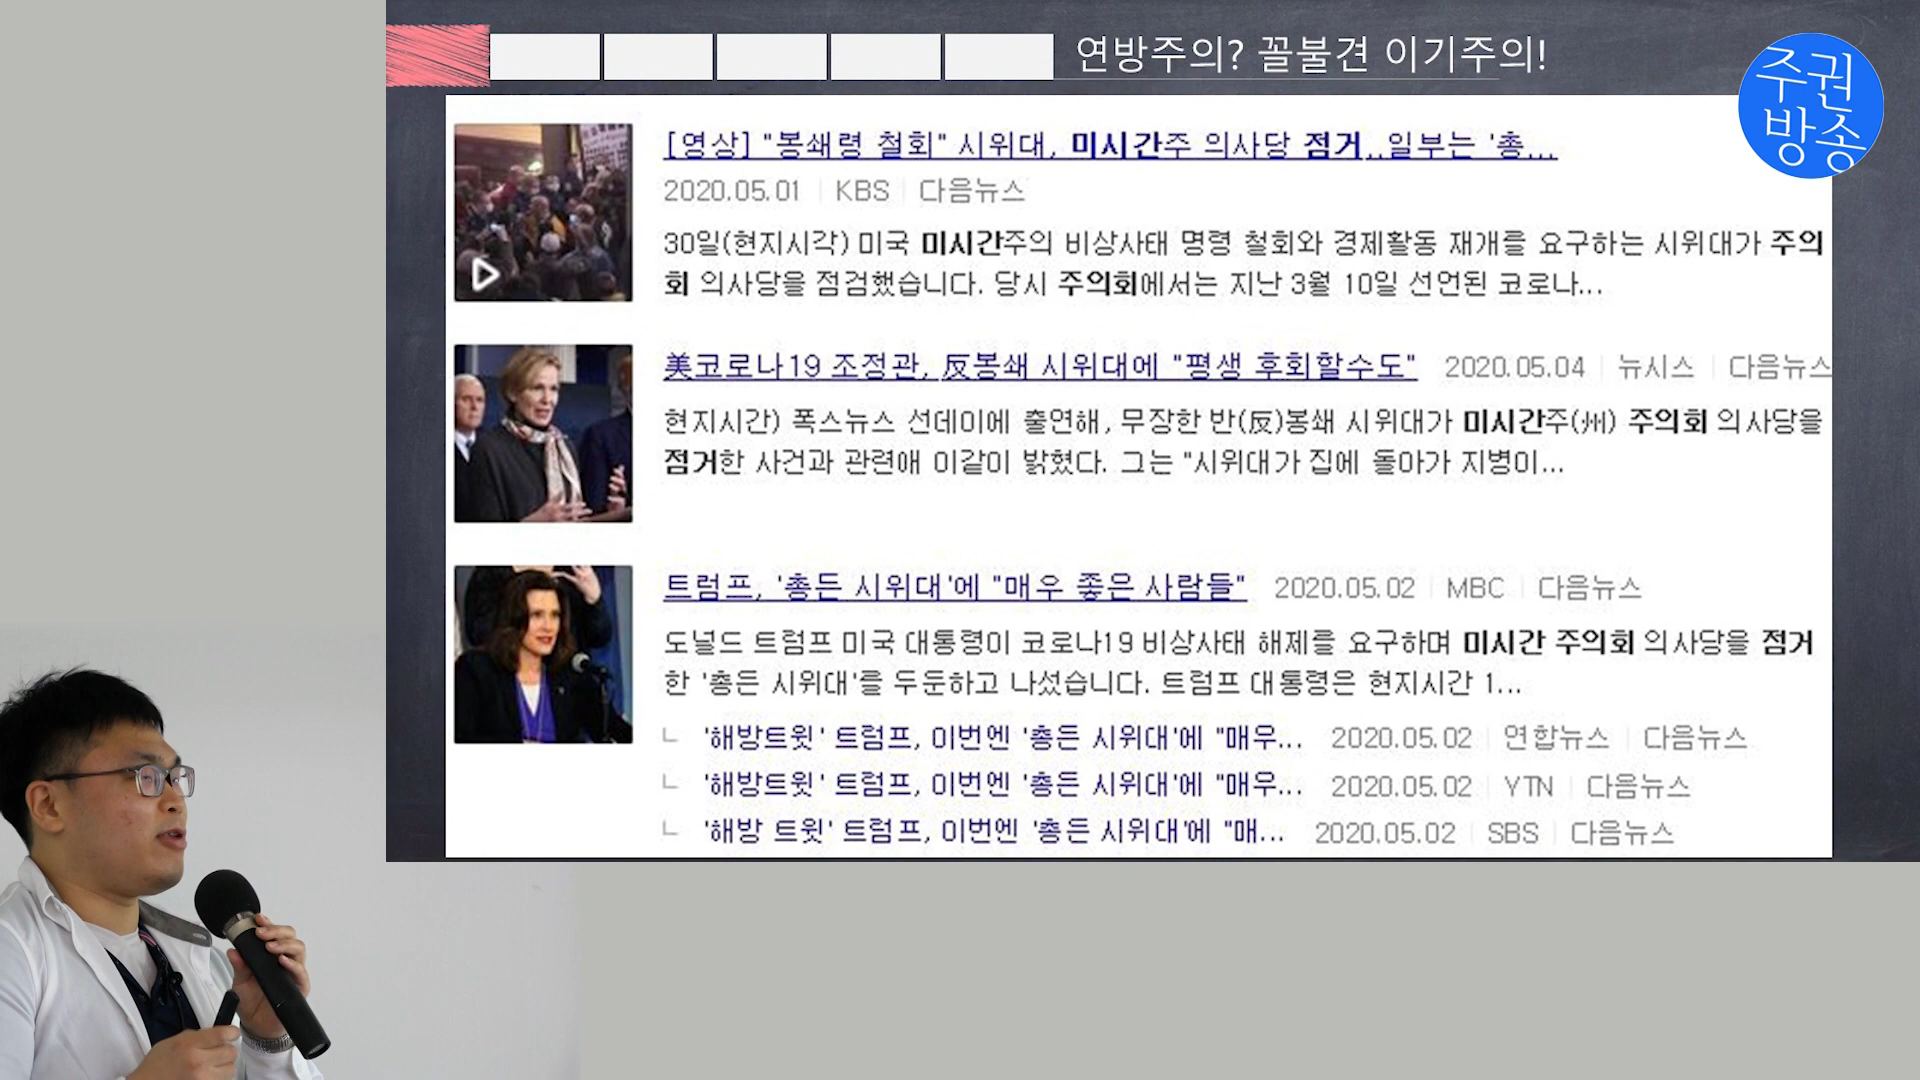 연방주의? 꼴불견 이기주의!
주권
방송
[영상] "봉쇄령 철회" 시위대, 미시간주 의사당 점거..일부는 '총...
2020.05.01 KBS 다음뉴스
30일(현지시각) 미국 미시간주의 비상사태 명령 철회와 경제활동 재개를 요구하는 시위대가 주의
회 의사당을 점검했습니다. 당시 주의회에서는 지난 3월 10일 선언된 코로나...
美코로나19 조정관, 反봉쇄 시위대에 "평생 후회할수도" 2020.05.04 뉴시스 다음뉴스
현지시간) 폭스뉴스 선데이에 출연해, 무장한 반(反)봉쇄 시위대가 미시간주(州) 주의회 의사당을
점거한 사건과 관련애 이같이 밝혔다. 그는 "시위대가 집에 돌아가 지병이...
트럼프, '총든 시위대'에 "매우 좋은 사람들" 2020.05.02 MBC 다음뉴스
도널드 트럼프 미국 대통령이 코로나19 비상사태 해제를 요구하며 미시간 주의회 의사당을 점거
한 '총든 시위대'를 두둔하고 나섰습니다. 트럼프 대통령은 현지시간 1...
'해방트윗' 트럼프, 이번엔 '총든 시위대'에 "매우... 2020.05.02 연합뉴스 다음뉴스
'해방트윗' 트럼프, 이번엔 '총든 시위대'에 "매우... 2020.05.02 YTN 다음뉴스
'해방 트윗' 트럼프, 이번엔 '총든 시위대'에 "매... 2020.05.02 SBS 다음뉴스